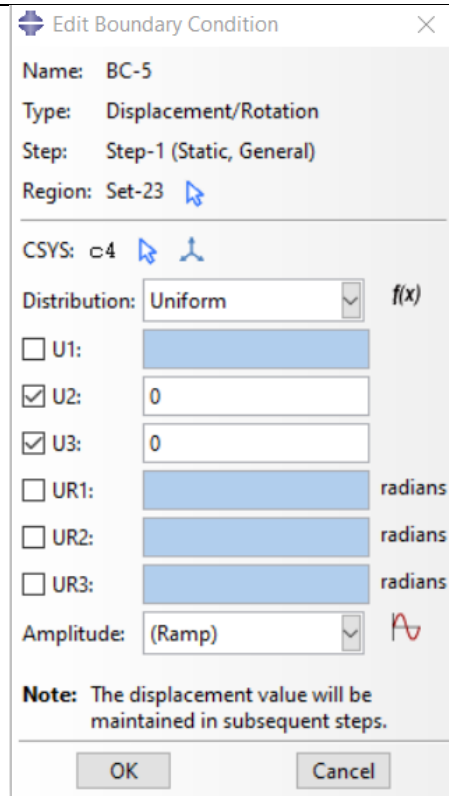 Edit Boundary Condition
Name: BC-5
Type: Displacement/Rotation
Step: Step-1 (Static, General)
Region: Set-23
CSYS: c4
Distribution: Uniform f(x)
U1:
U2: 0
U3: 0
UR1: radians
UR2: radians
UR3: radians
Amplitude: (Ramp)
Note: The displacement value will be
maintained in subsequent steps.
OK Cancel